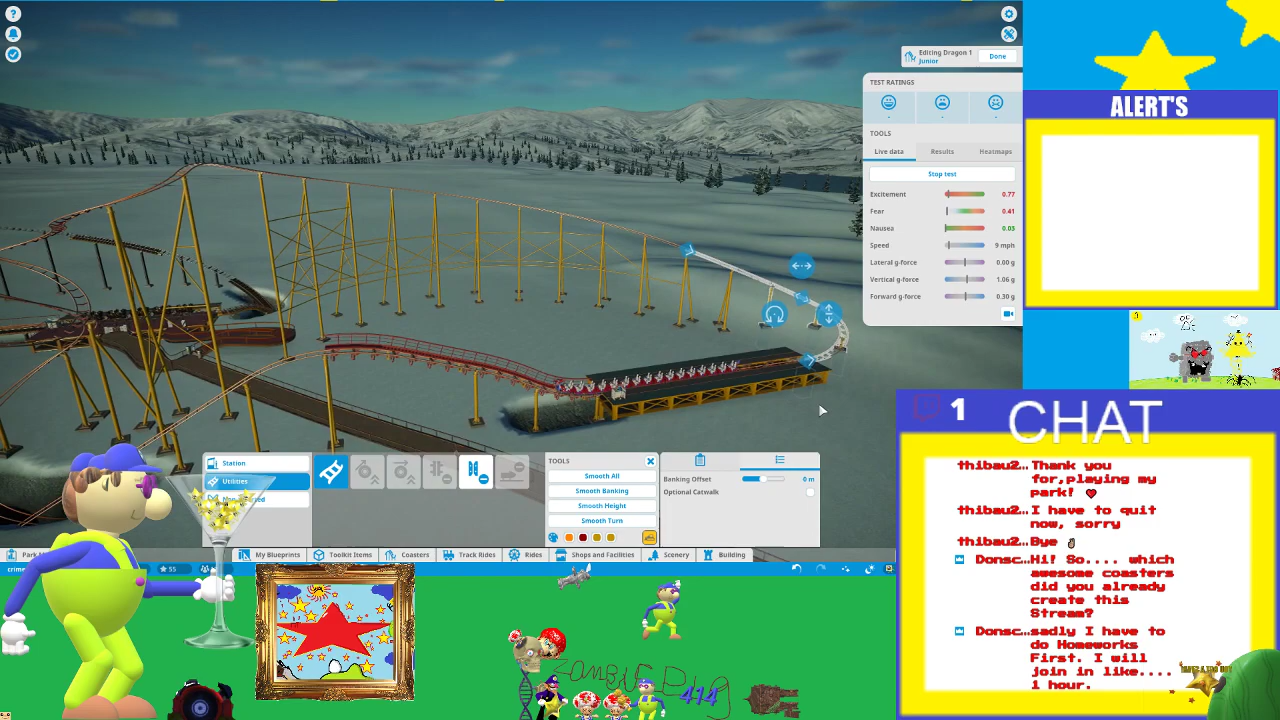 Editing Dragon 1
Junior
Done
TEST RATINGS
- - -
TOOLS
Live data Results Heatmaps
Stop test
Excitement 0.77
Fear 0.41
Nausea 0.03
Speed 9 mph
Lateral g-force 0.00 g
Vertical g-force 1.06 g
Forward g-force 0.30 g
ALERT'S
1 CHAT
thibau2...Thank you
for,playing my
park!
thibau2...I have to quit
now, sorry
thibau2...Bye
Donsc...Hi! So.... which
awesome coasters
did you already
create this
Stream?
Donsc...sadly I have to
do Homeworks
First. I will
join in like....
1 hour.
Station
Utilities
TOOLS
Smooth All
Smooth Banking
Smooth Height
Smooth Turn
Banking Offset 0 m
Optional Catwalk
My Blueprints Toolkit Items Coasters Track Rides Rides Shops and Facilities Scenery Building
crime
55
ZOMBIE Pig
414